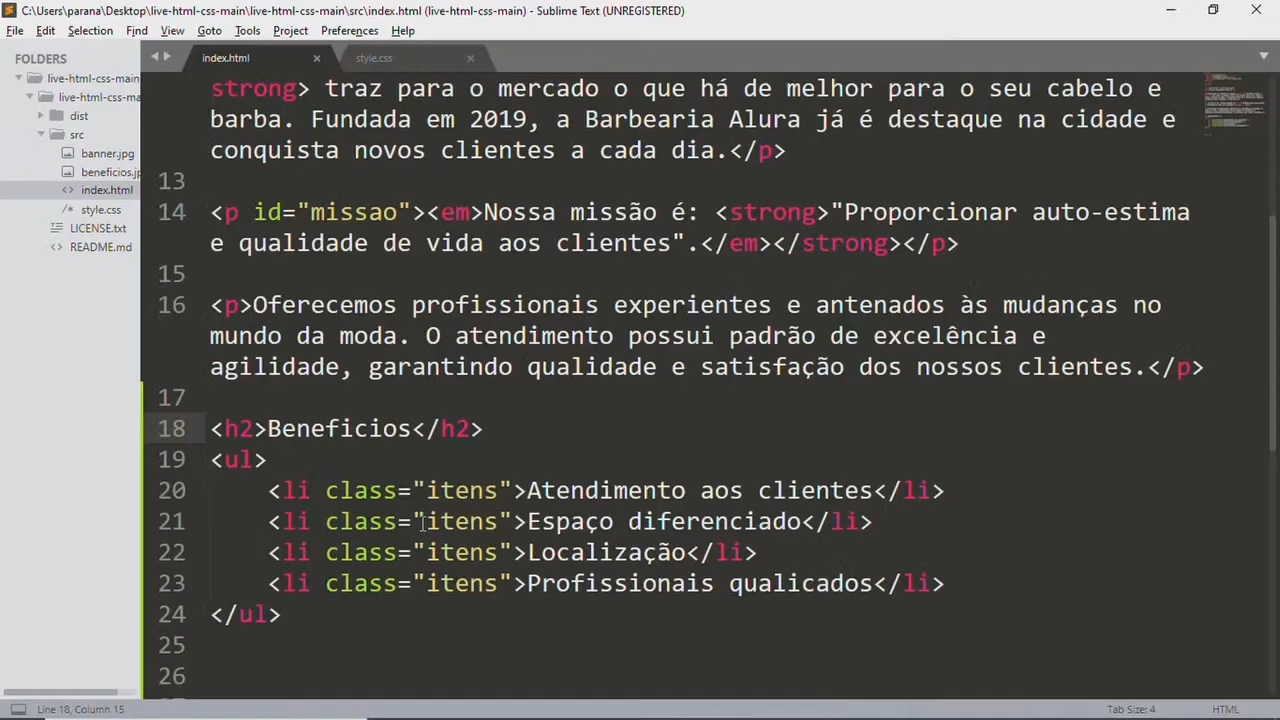 C:\Users\parana\Desktop\live-html-css-main\live-html-css-main\src\index.html (live-html-css-main) - Sublime Text (UNREGISTERED)
File Edit Selection Find View Goto Tools Project Preferences Help
FOLDERS
live-html-css-main
live-html-css-ma
dist
src
banner.jpg
beneficios.jp
index.html
style.css
LICENSE.txt
README.md
index.html × style.css ×
strong> traz para o mercado o que há de melhor para o seu cabelo e
barba. Fundada em 2019, a Barbearia Alura já é destaque na cidade e
conquista novos clientes a cada dia.</p>
13
14 <p id="missao"><em>Nossa missão é: <strong>"Proporcionar auto-estima
e qualidade de vida aos clientes".</em></strong></p>
15
16 <p>Oferecemos profissionais experientes e antenados às mudanças no
mundo da moda. O atendimento possui padrão de excelência e
agilidade, garantindo qualidade e satisfação dos nossos clientes.</p>
17
18 <h2>Beneficios</h2>
19 <ul>
20 <li class="itens">Atendimento aos clientes</li>
21 <li class="itens">Espaço diferenciado</li>
22 <li class="itens">Localização</li>
23 <li class="itens">Profissionais qualicados</li>
24 </ul>
25
26
Line 18, Column 15
Tab Size: 4 HTML